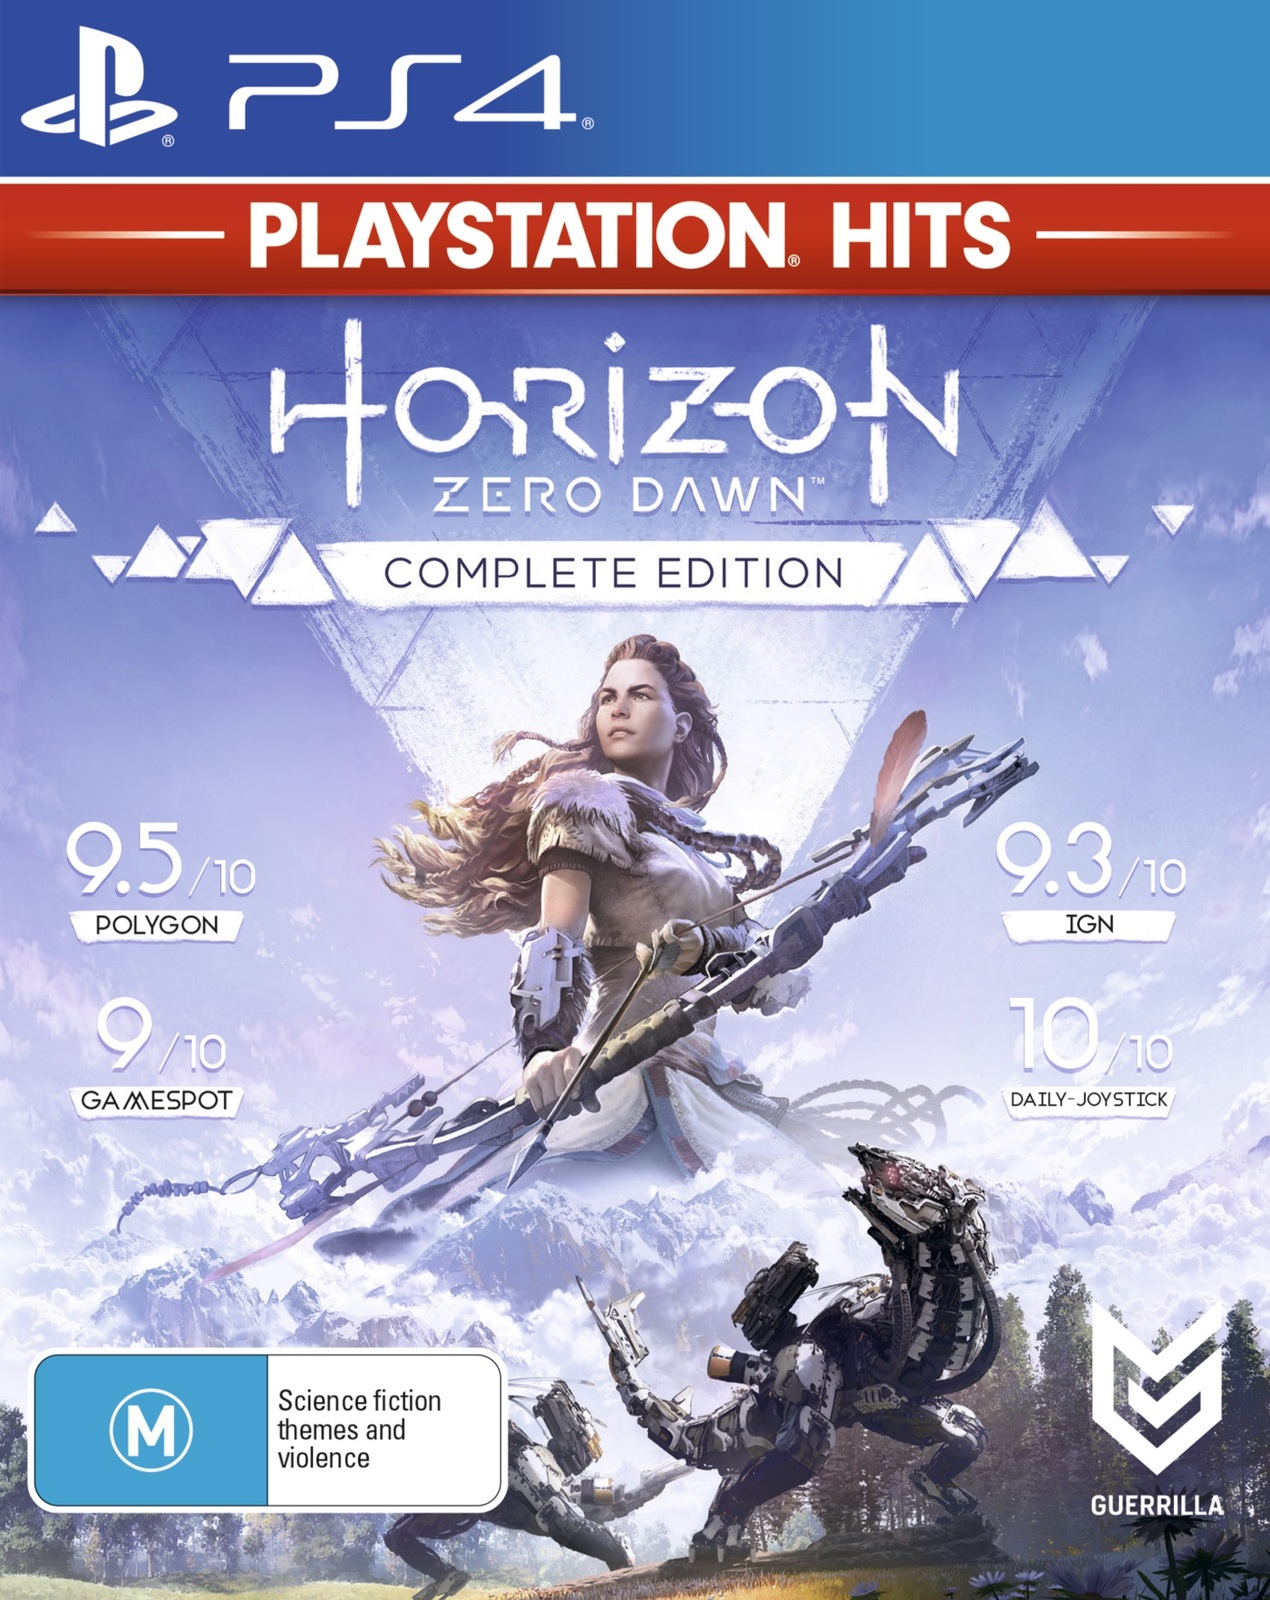 PS4®
PLAYSTATION® HITS
HORIZON
ZERO DAWN™
COMPLETE EDITION
9.5/10
POLYGON
9.3/10
IGN
9/10
GAMESPOT
10/10
DAILY-JOYSTICK
M
Science fiction
themes and
violence
GUERRILLA